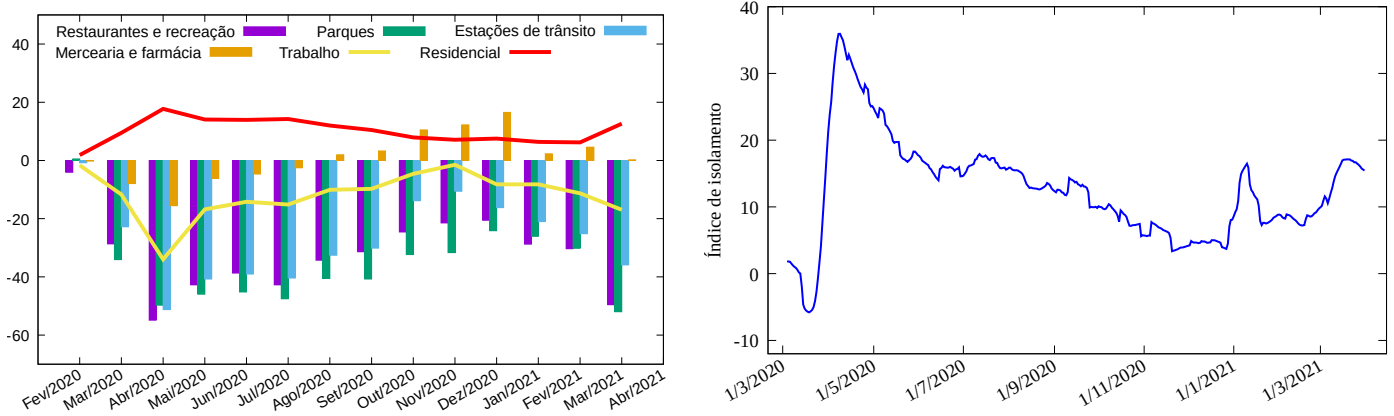 Restaurantes e recreação Parques Estações de trânsito
Mercearia e farmácia Trabalho Residencial
40
20
0
-20
-40
-60
Fev/2020 Mar/2020 Abr/2020 Mai/2020 Jun/2020 Jul/2020 Ago/2020 Set/2020 Out/2020 Nov/2020 Dez/2020 Jan/2021 Fev/2021 Mar/2021 Abr/2021
Índice de isolamento
40
30
20
10
0
-10
1/3/2020 1/5/2020 1/7/2020 1/9/2020 1/11/2020 1/1/2021 1/3/2021